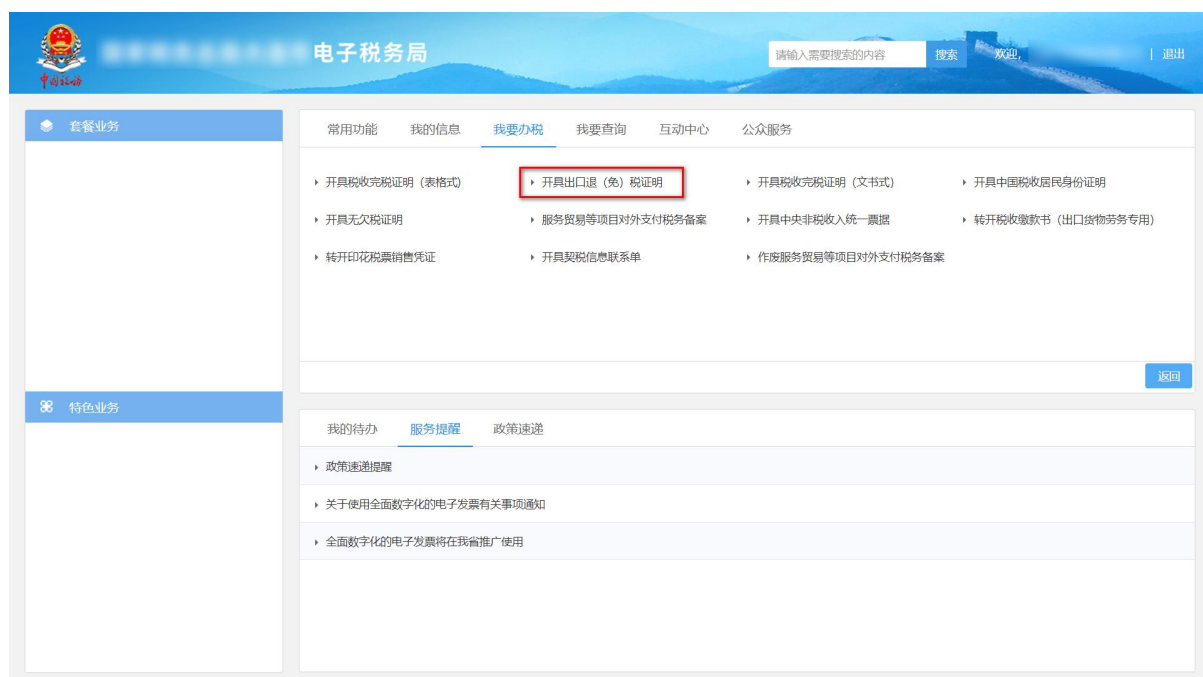 电子税务局
请输入需要搜索的内容 搜索 欢迎, | 退出
中国税务
套餐业务
常用功能 我的信息 我要办税 我要查询 互动中心 公众服务
开具税收完税证明（表格式） 开具出口退（免）税证明 开具税收完税证明（文书式） 开具中国税收居民身份证明
开具无欠税证明 服务贸易等项目对外支付税务备案 开具中央非税收入统一票据 转开税收缴款书（出口货物劳务专用）
转开印花税票销售凭证 开具契税信息联系单 作废服务贸易等项目对外支付税务备案
返回
特色业务
我的待办 服务提醒 政策速递
政策速递提醒
关于使用全面数字化的电子发票有关事项通知
全面数字化的电子发票将在我省推广使用